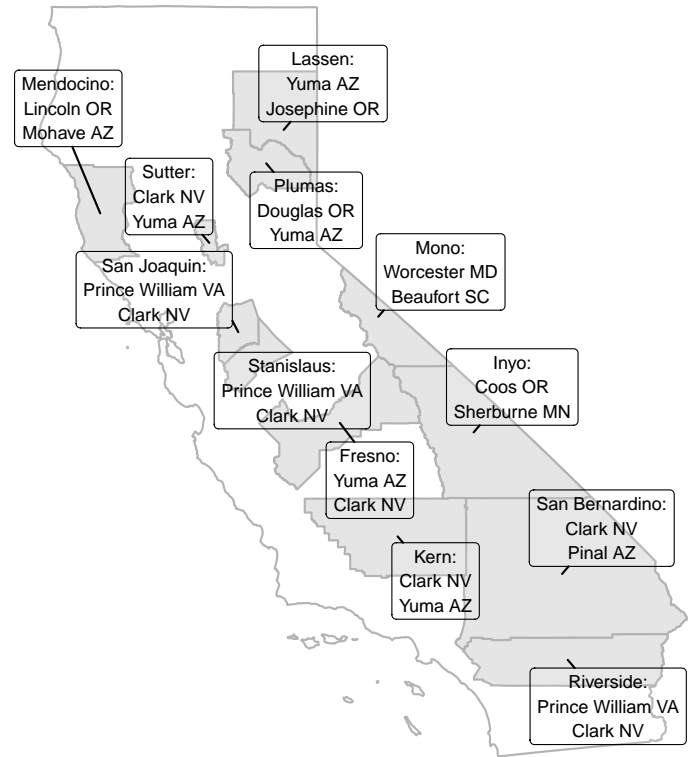 Lassen:
Yuma AZ
Josephine OR
Mendocino:
Lincoln OR
Mohave AZ
Sutter:
Clark NV
Yuma AZ
Plumas:
Douglas OR
Yuma AZ
Mono:
Worcester MD
Beaufort SC
San Joaquin:
Prince William VA
Clark NV
Inyo:
Coos OR
Sherburne MN
Stanislaus:
Prince William VA
Clark NV
Fresno:
Yuma AZ
Clark NV
San Bernardino:
Clark NV
Pinal AZ
Kern:
Clark NV
Yuma AZ
Riverside:
Prince William VA
Clark NV